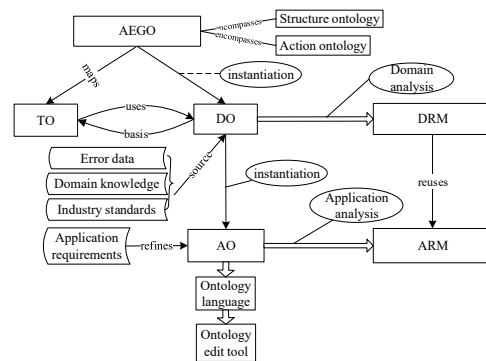 AEGO
encompasses
Structure ontology
encompasses
Action ontology
maps
instantiation
Domain
analysis
TO
uses
basis
DO
DRM
Error data
Domain knowledge
Industry standards
source
instantiation
reuses
Application
analysis
Application
requirements
refines
AO
ARM
Ontology
language
Ontology
edit tool